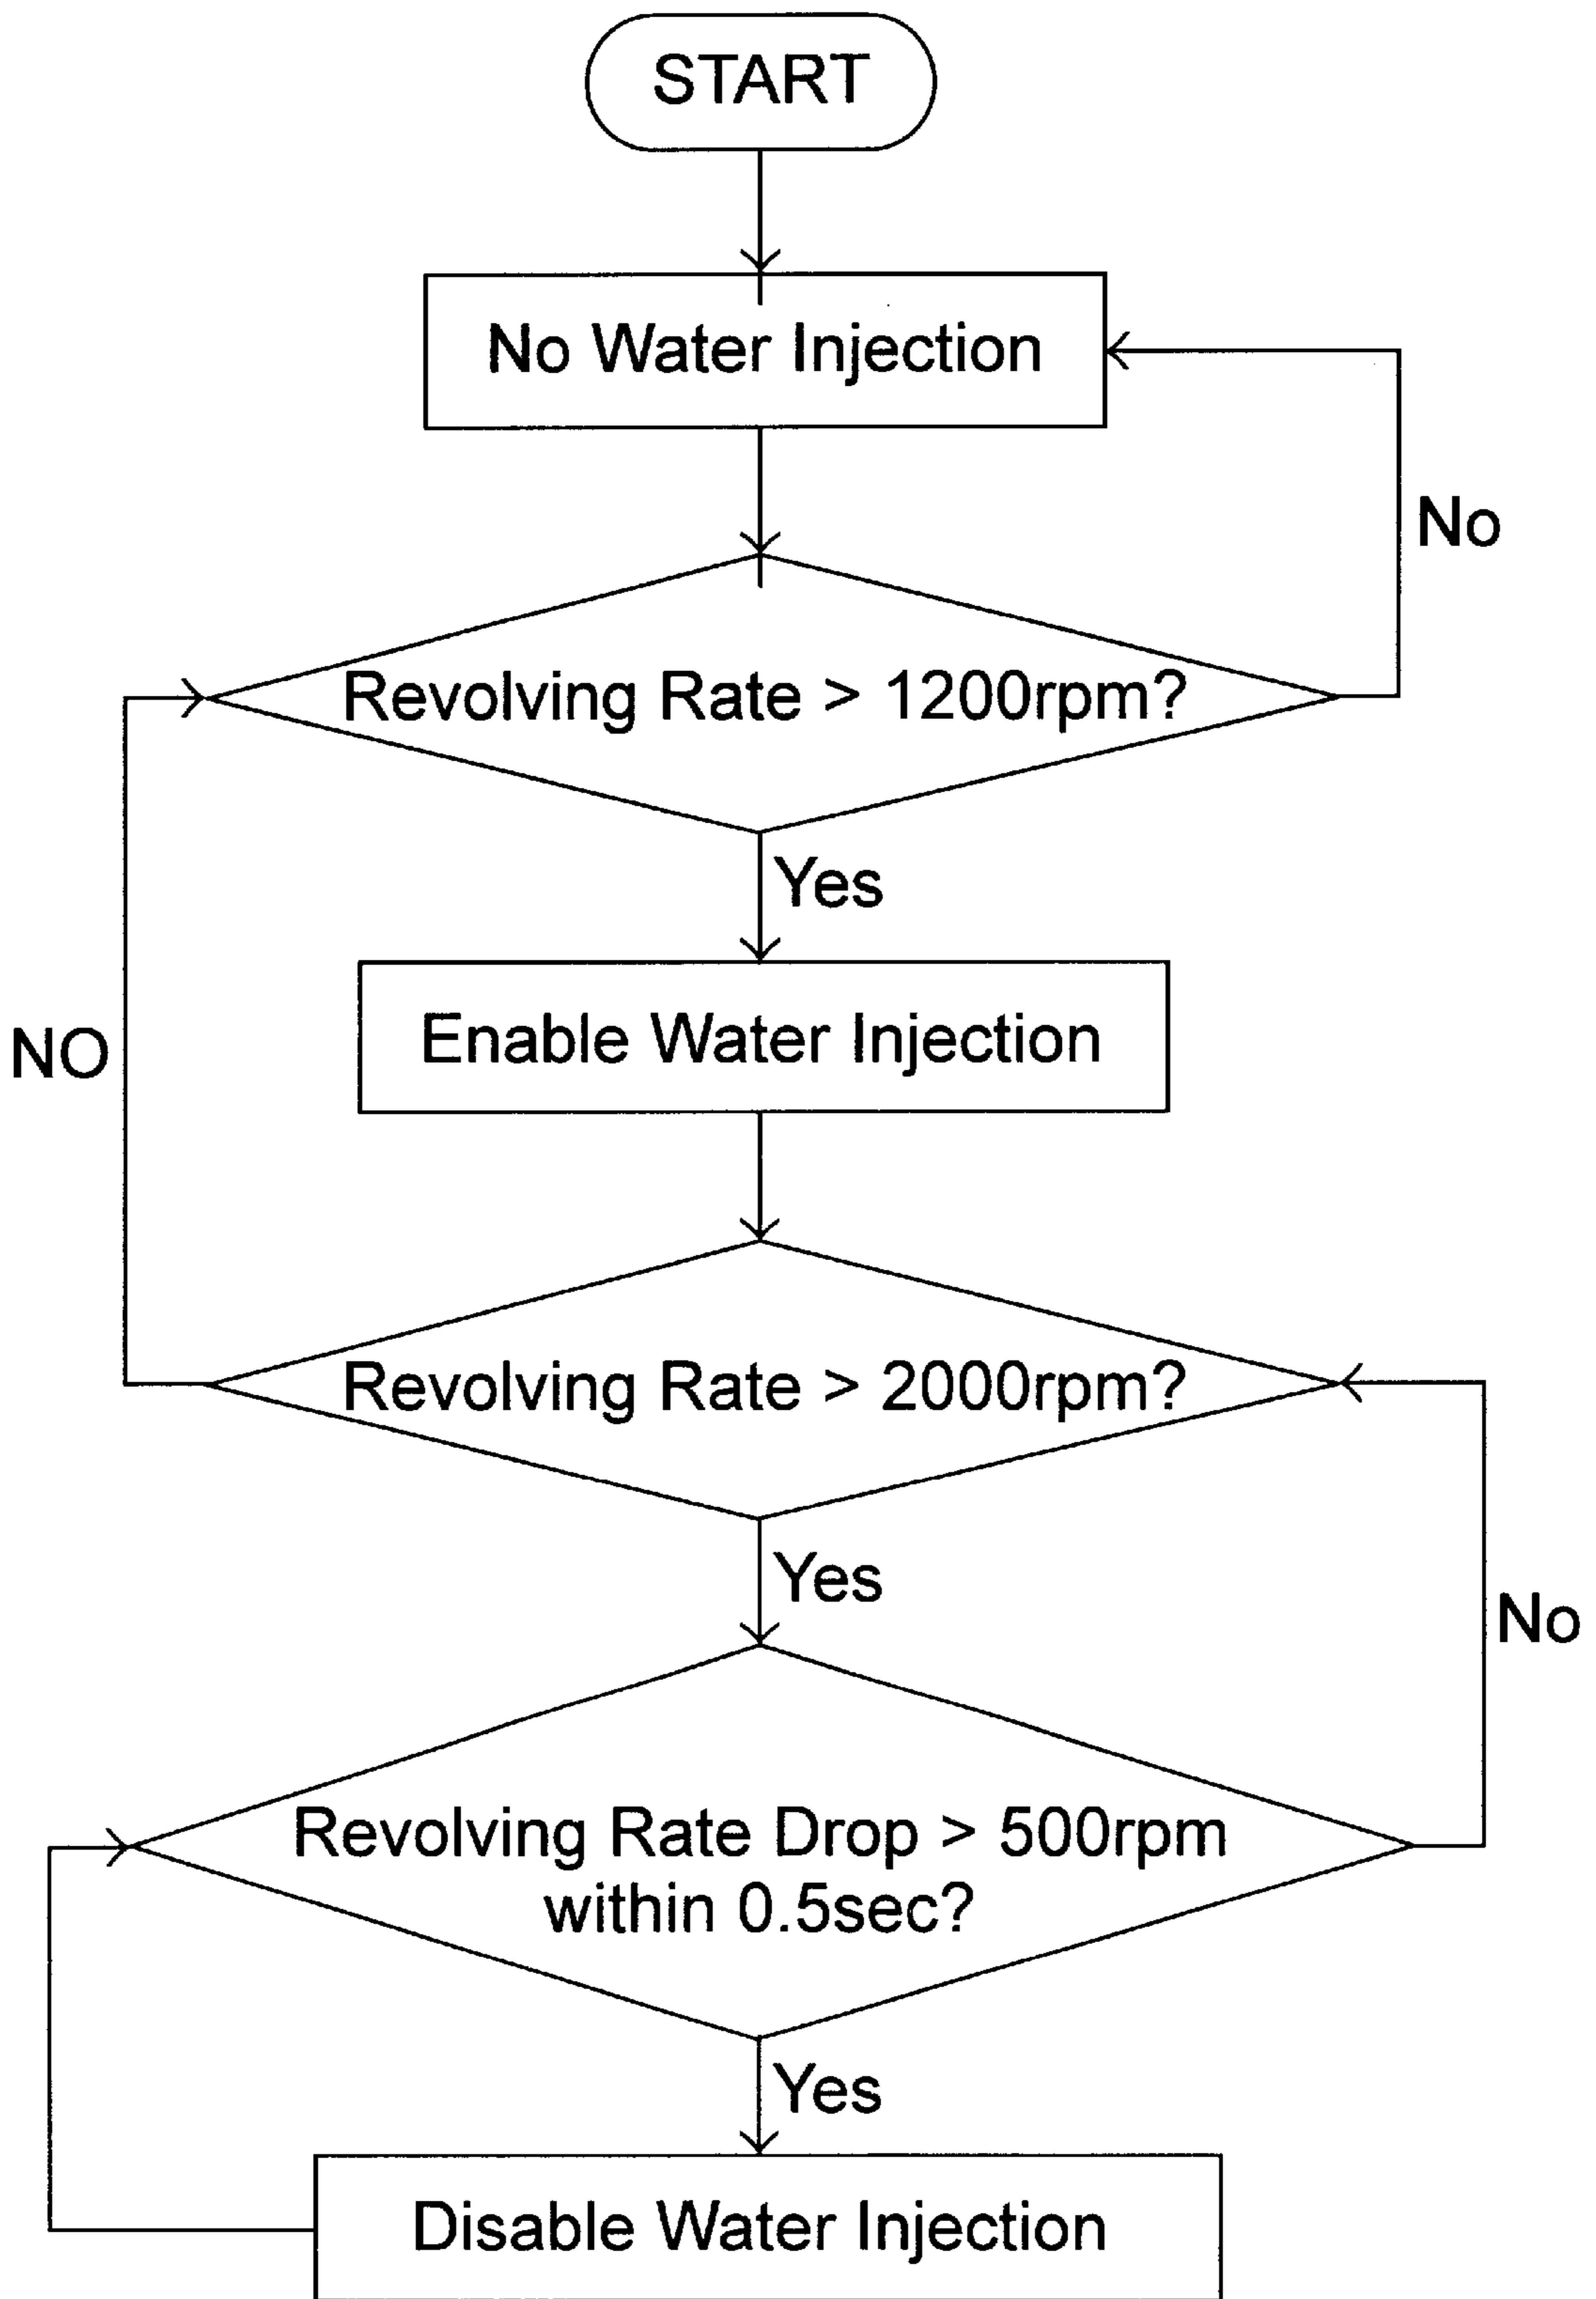 START
No Water Injection
No
Revolving Rate > 1200rpm?
Yes
Enable Water Injection
NO
Revolving Rate > 2000rpm?
Yes
No
Revolving Rate Drop > 500rpm
within 0.5sec?
Yes
Disable Water Injection